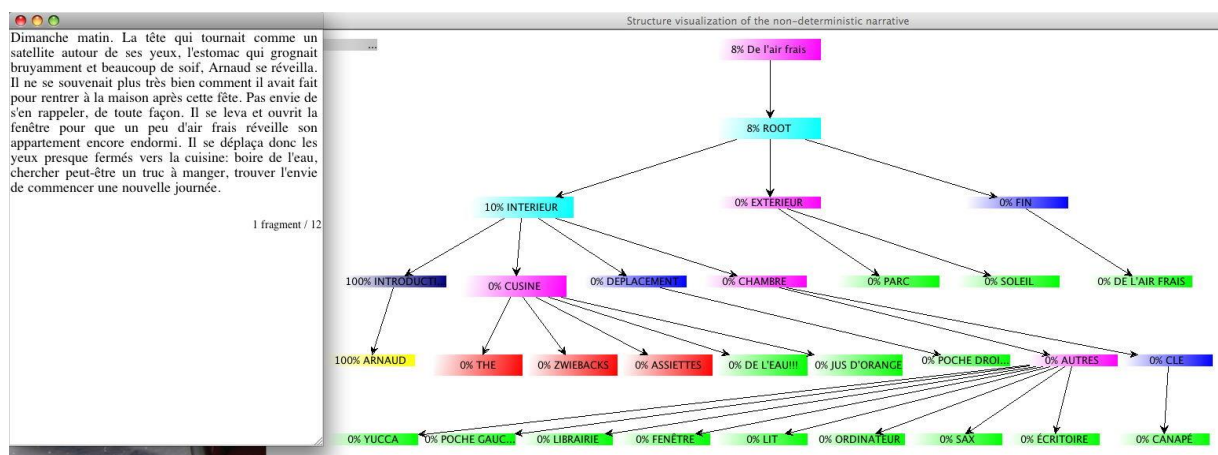 Structure visualization of the non-deterministic narrative
Dimanche matin. La tête qui tournait comme un
satellite autour de ses yeux, l'estomac qui grognait
bruyamment et beaucoup de soif, Arnaud se réveilla.
Il ne se souvenait plus très bien comment il avait fait
pour rentrer à la maison après cette fête. Pas envie de
s'en rappeler, de toute façon. Il se leva et ouvrit la
fenêtre pour que un peu d'air frais réveille son
appartement encore endormi. Il se déplaça donc les
yeux presque fermés vers la cuisine: boire de l'eau,
chercher peut-être un truc à manger, trouver l'envie
de commencer une nouvelle journée.
1 fragment / 12
...
8% De l'air frais
8% ROOT
10% INTERIEUR
0% EXTERIEUR
0% FIN
100% INTRODUCTI...
0% CUSINE
0% DEPLACEMENT
0% CHAMBRE
0% PARC
0% SOLEIL
0% DE L'AIR FRAIS
100% ARNAUD
0% THE
0% ZWIEBACKS
0% ASSIETTES
0% DE L'EAU!!!
0% JUS D'ORANGE
0% POCHE DROI...
0% AUTRES
0% CLE
0% YUCCA
0% POCHE GAUC...
0% LIBRAIRIE
0% FENÊTRE
0% LIT
0% ORDINATEUR
0% SAX
0% ÉCRITOIRE
0% CANAPÉ